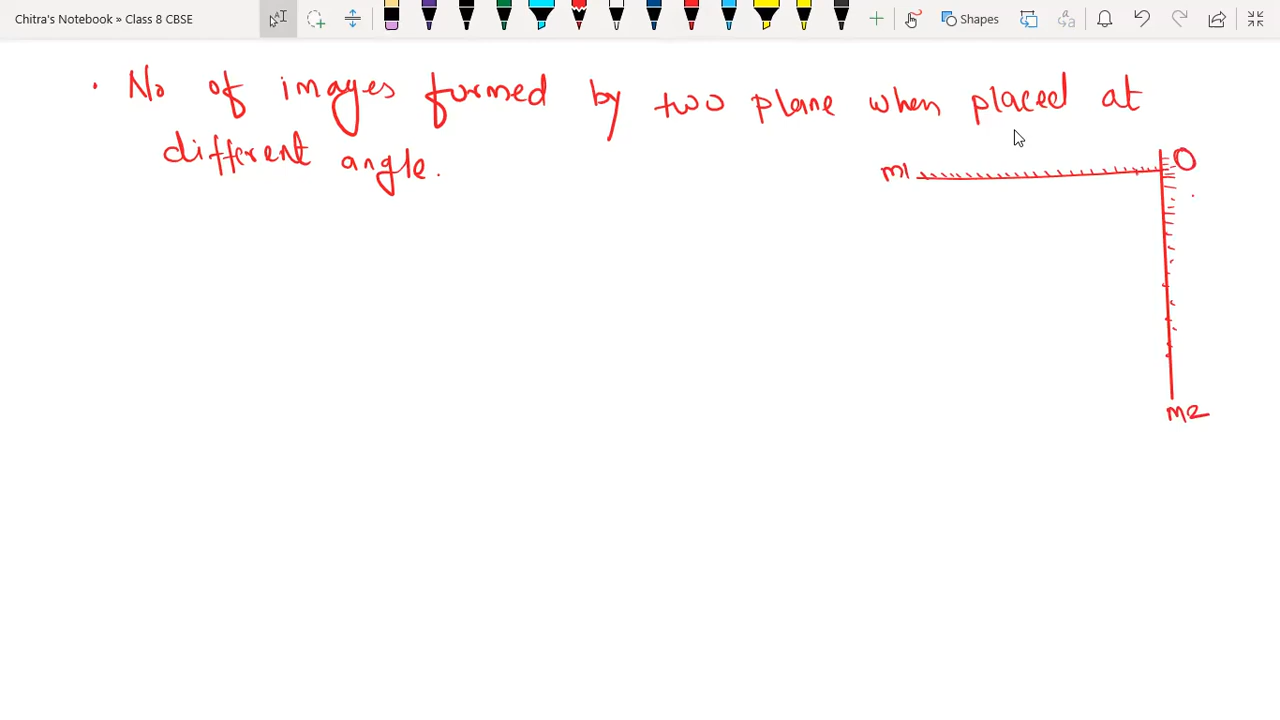 Chitra's Notebook » Class 8 CBSE
Shapes
• No of images formed by two plane when placed at
different angle.
m1
O
m2